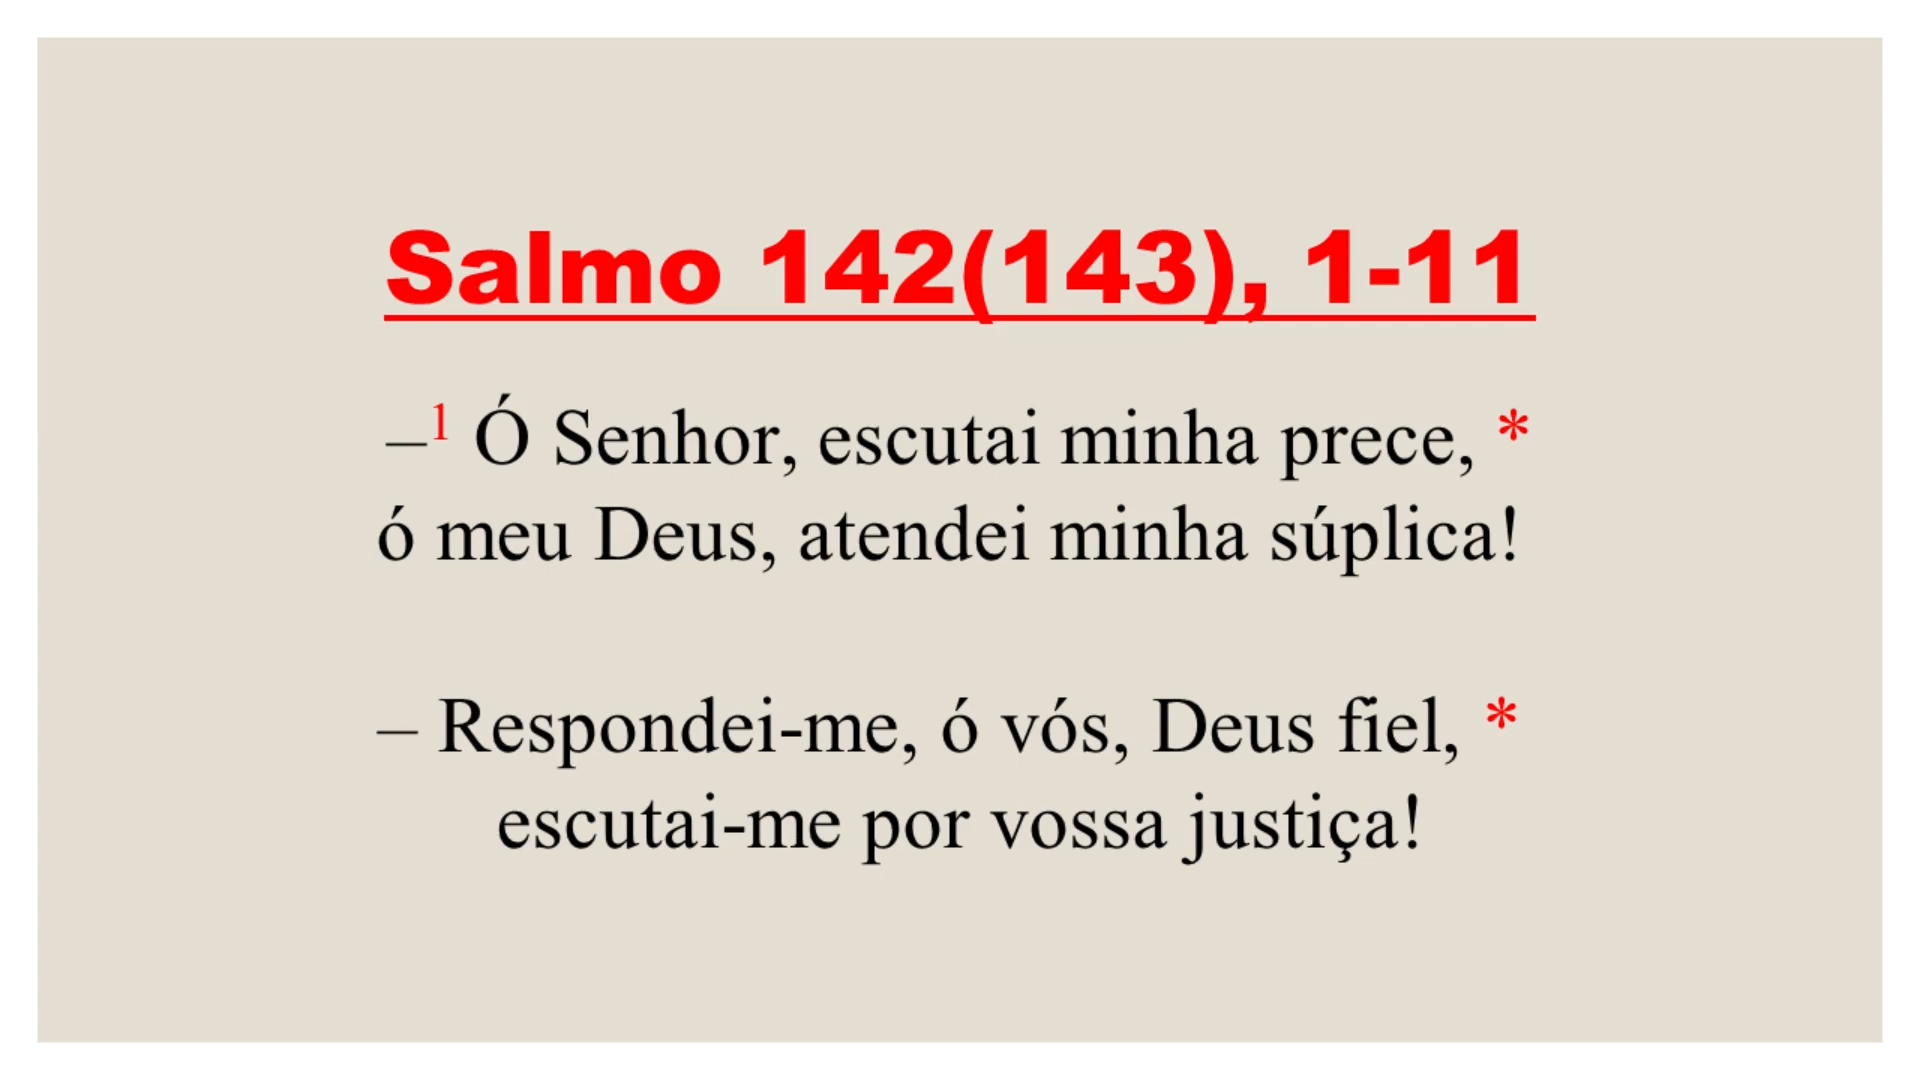 Salmo 142(143), 1-11
–1 Ó Senhor, escutai minha prece, *
ó meu Deus, atendei minha súplica!
– Respondei-me, ó vós, Deus fiel, *
escutai-me por vossa justiça!